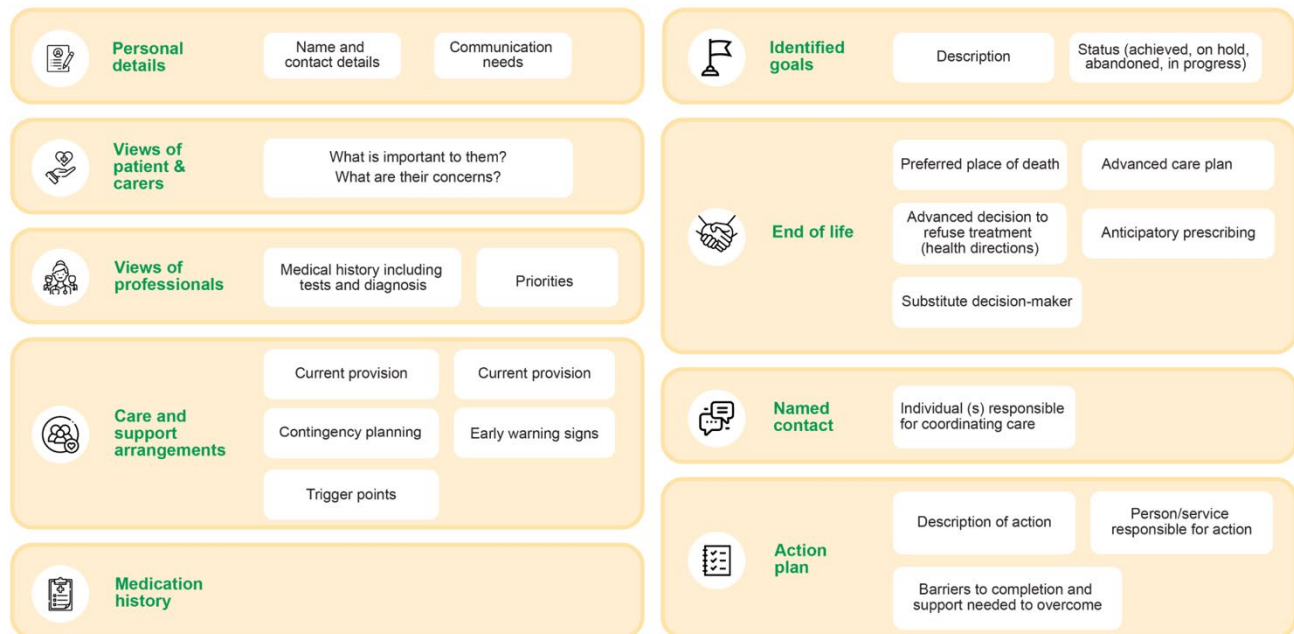 Personal
details
Name and
contact details
Communication
needs
Views of
patient &
carers
What is important to them?
What are their concerns?
Views of
professionals
Medical history including
tests and diagnosis
Priorities
Care and
support
arrangements
Current provision
Current provision
Contingency planning
Early warning signs
Trigger points
Medication
history
Identified
goals
Description
Status (achieved, on hold,
abandoned, in progress)
End of life
Preferred place of death
Advanced care plan
Advanced decision to
refuse treatment
(health directions)
Anticipatory prescribing
Substitute decision-maker
Named
contact
Individual (s) responsible
for coordinating care
Action
plan
Description of action
Person/service
responsible for action
Barriers to completion and
support needed to overcome